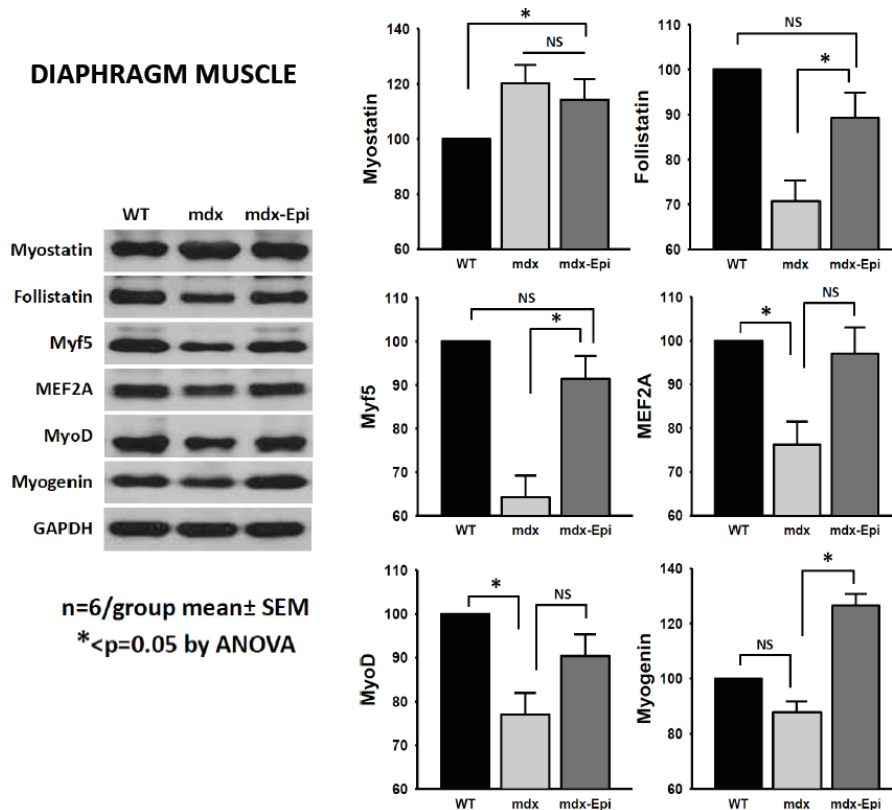 DIAPHRAGM MUSCLE
WT mdx mdx-Epi
Myostatin
Follistatin
Myf5
MEF2A
MyoD
Myogenin
GAPDH
n=6/group mean± SEM
*<p=0.05 by ANOVA
Myostatin
140
120
100
80
60
*
NS
WT mdx mdx-Epi
Follistatin
110
100
90
80
70
60
NS
*
WT mdx mdx-Epi
Myf5
110
100
90
80
70
60
NS
*
WT mdx mdx-Epi
MEF2A
110
100
90
80
70
60
*
NS
WT mdx mdx-Epi
MyoD
110
100
90
80
70
60
*
NS
WT mdx mdx-Epi
Myogenin
140
120
100
80
60
NS
*
WT mdx mdx-Epi